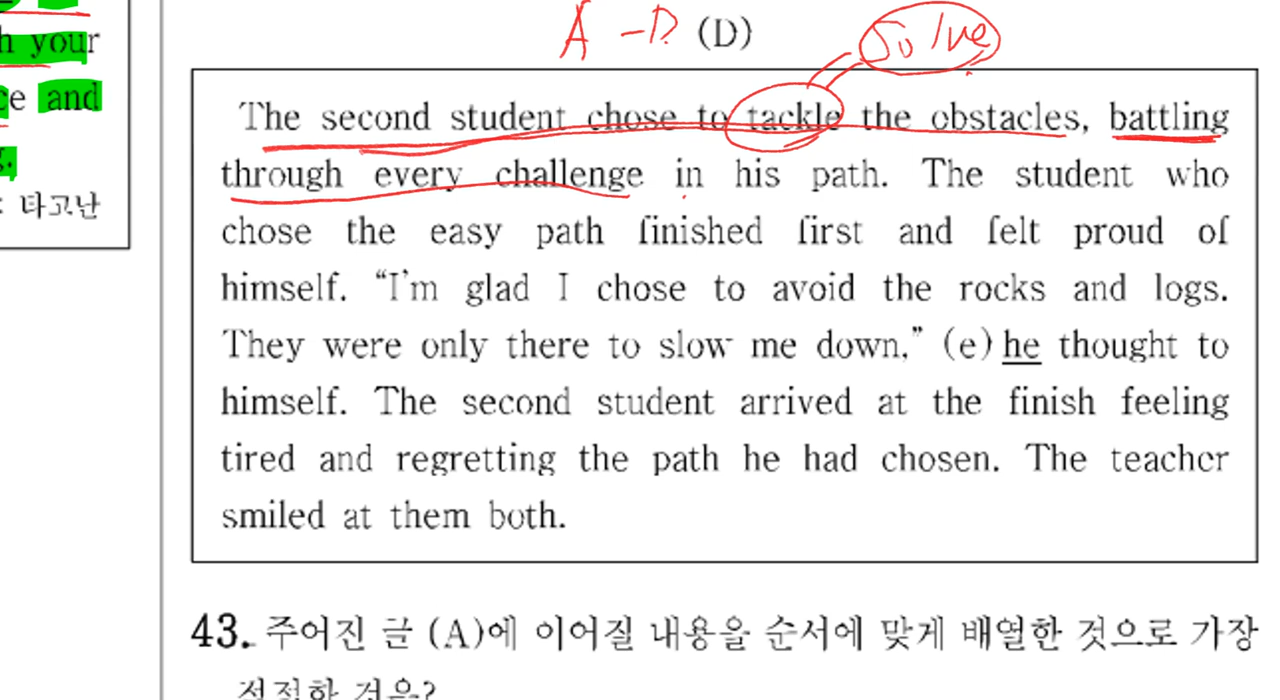 h your
e and
g.
: 타고난
A - D (D) Solve
The second student chose to tackle the obstacles, battling
through every challenge in his path. The student who
chose the easy path finished first and felt proud of
himself. “I'm glad I chose to avoid the rocks and logs.
They were only there to slow me down,” (e) he thought to
himself. The second student arrived at the finish feeling
tired and regretting the path he had chosen. The teacher
smiled at them both.
43. 주어진 글 (A)에 이어질 내용을 순서에 맞게 배열한 것으로 가장
적절한 것은?